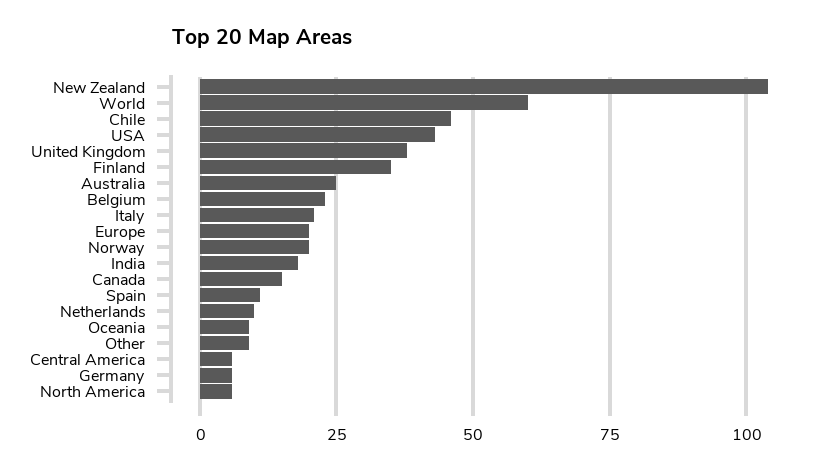 Top 20 Map Areas
New Zealand
World
Chile
USA
United Kingdom
Finland
Australia
Belgium
Italy
Europe
Norway
India
Canada
Spain
Netherlands
Oceania
Other
Central America
Germany
North America
0 25 50 75 100